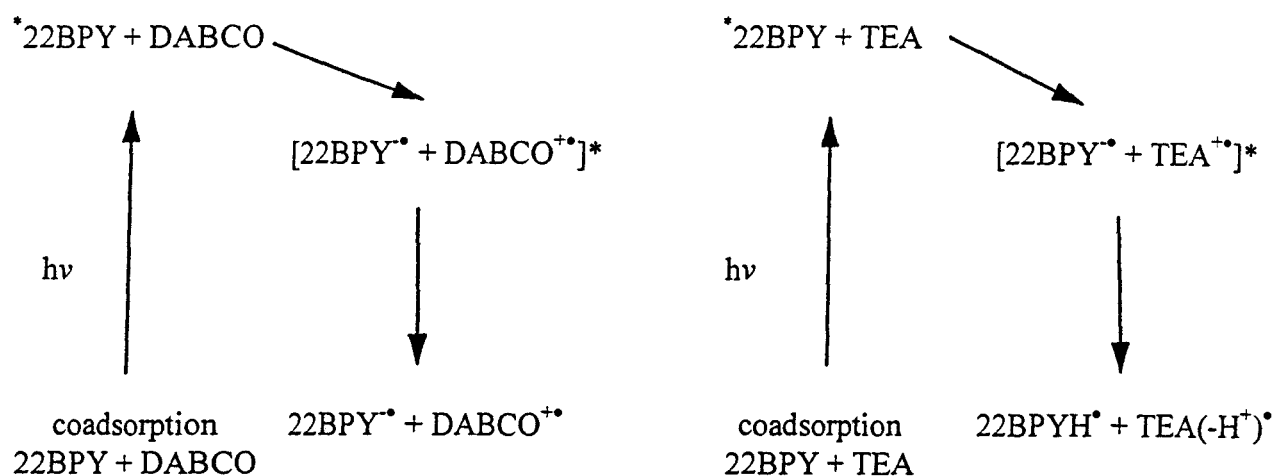 *22BPY + DABCO
[22BPY⁻• + DABCO⁺•]*
hν
coadsorption
22BPY + DABCO
22BPY⁻• + DABCO⁺•
*22BPY + TEA
[22BPY⁻• + TEA⁺•]*
hν
coadsorption
22BPY + TEA
22BPYH• + TEA(-H⁺)•